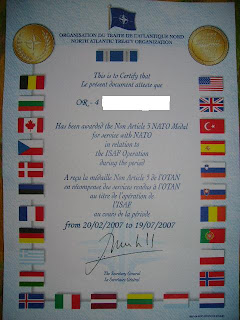 ORGANISATION DU TRAITE DE L'ATLANTIQUE NORD
NORTH ATLANTIC TREATY ORGANIZATION
This is to Certify that
Le présent document atteste que
OR - 4
Has been awarded the Non Article 5 NATO Medal
for service with NATO
in relation to
the ISAF Operation
during the period
A reçu la médaille Non Article 5 de l'OTAN
en récompense des services rendus à l'OTAN
au titre de l'opération de
l'ISAF
au cours de la période
from 20/02/2007 to 19/07/2007
The Secretary General
Le Secrétaire Général